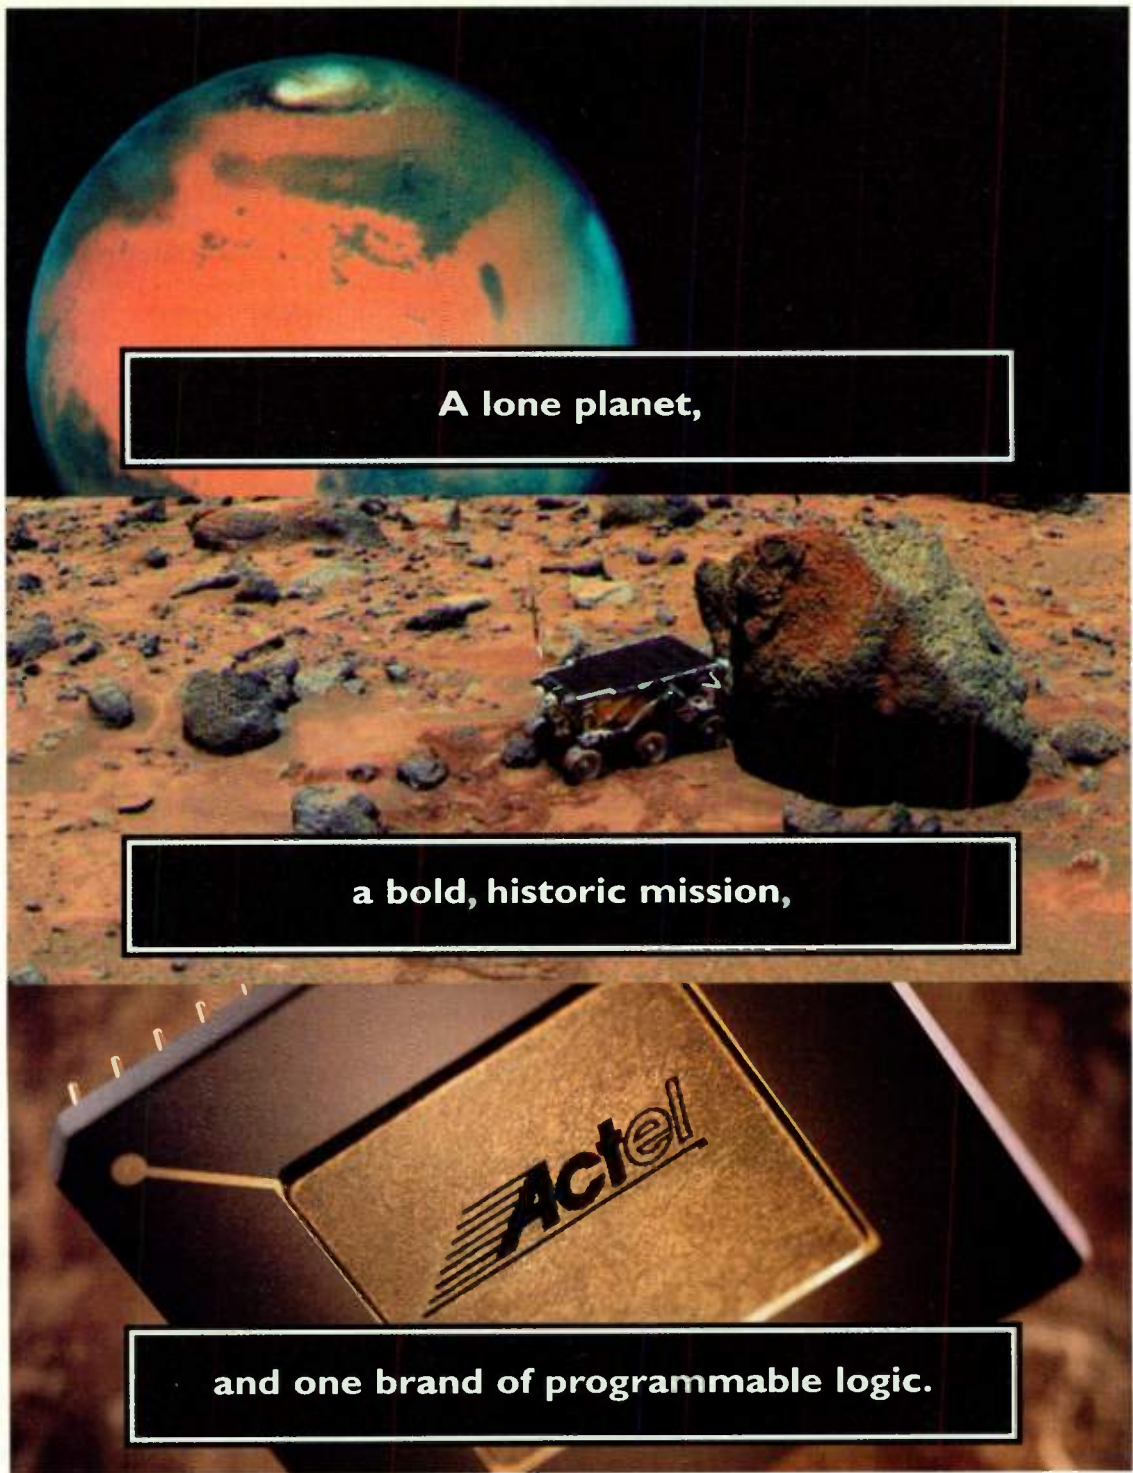 A lone planet,
a bold, historic mission,
Actel
and one brand of programmable logic.